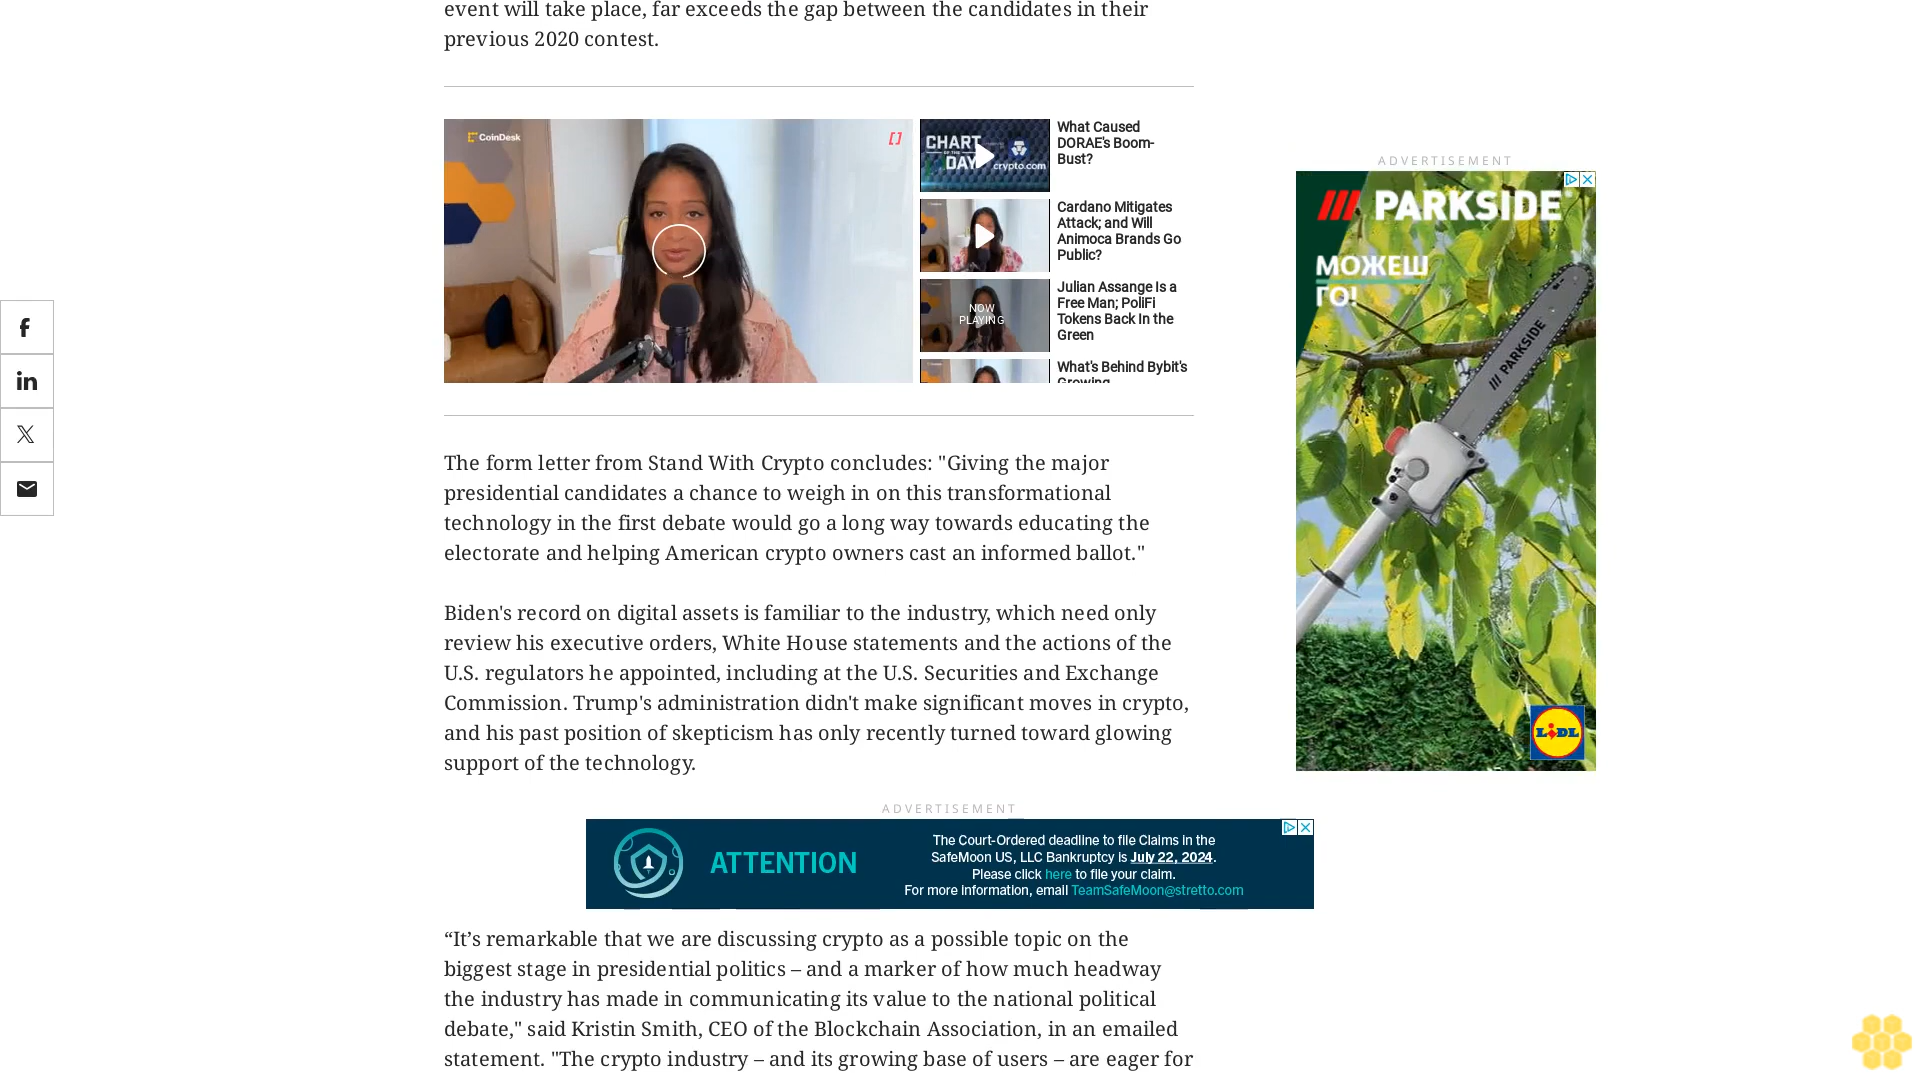 event will take place, far exceeds the gap between the candidates in their
previous 2020 contest.
CoinDesk
[]
CHART
OF THE
DAY
crypto.com
What Caused
DORAE's Boom-
Bust?
Cardano Mitigates
Attack; and Will
Animoca Brands Go
Public?
NOW
PLAYING
Julian Assange Is a
Free Man; PoliFi
Tokens Back In the
Green
What's Behind Bybit's
Growing
ADVERTISEMENT
/// PARKSIDE®
МОЖЕШ
ГО!
/// PARKSIDE
LIDL
The form letter from Stand With Crypto concludes: "Giving the major
presidential candidates a chance to weigh in on this transformational
technology in the first debate would go a long way towards educating the
electorate and helping American crypto owners cast an informed ballot."
Biden's record on digital assets is familiar to the industry, which need only
review his executive orders, White House statements and the actions of the
U.S. regulators he appointed, including at the U.S. Securities and Exchange
Commission. Trump's administration didn't make significant moves in crypto,
and his past position of skepticism has only recently turned toward glowing
support of the technology.
ADVERTISEMENT
ATTENTION
The Court-Ordered deadline to file Claims in the
SafeMoon US, LLC Bankruptcy is July 22, 2024.
Please click here to file your claim.
For more information, email TeamSafeMoon@stretto.com
“It’s remarkable that we are discussing crypto as a possible topic on the
biggest stage in presidential politics – and a marker of how much headway
the industry has made in communicating its value to the national political
debate," said Kristin Smith, CEO of the Blockchain Association, in an emailed
statement. "The crypto industry – and its growing base of users – are eager for